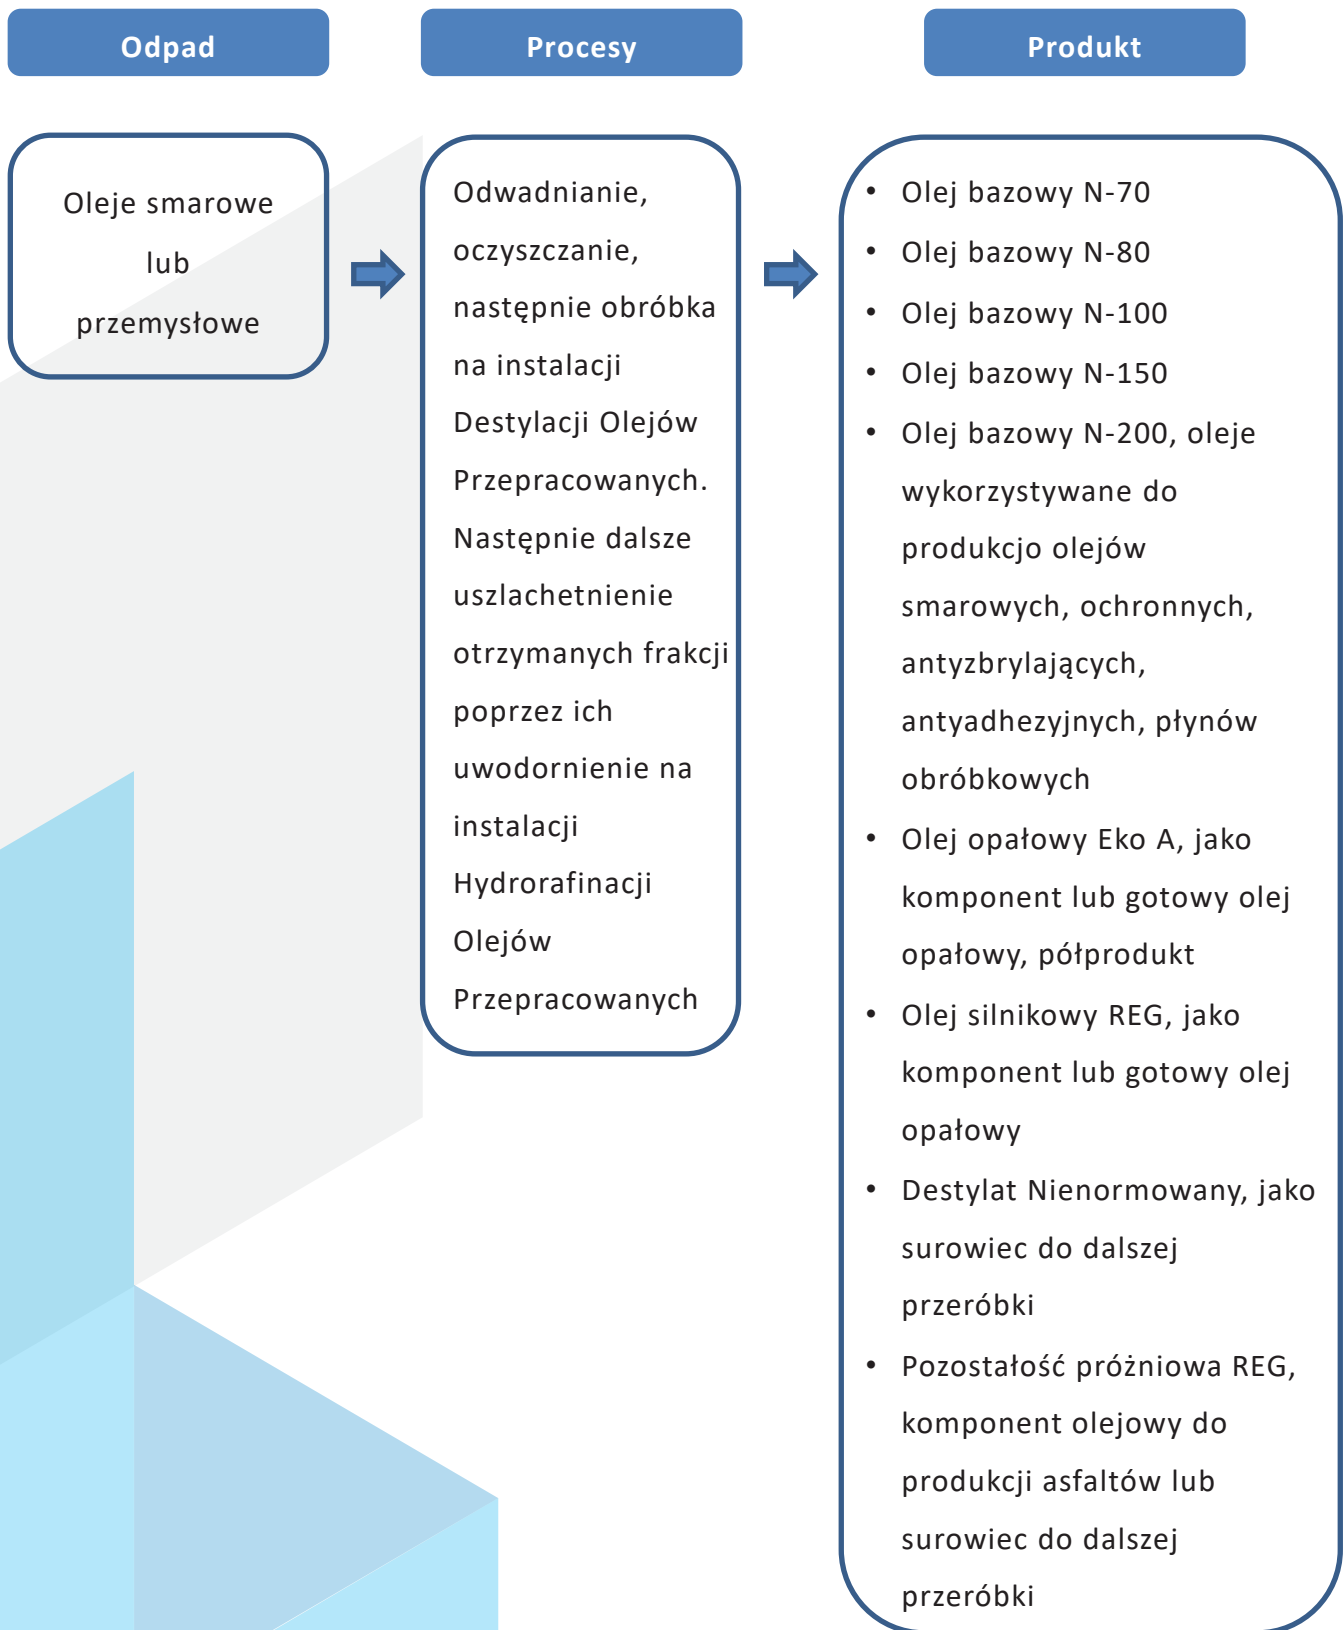 Odpad
Procesy
Produkt
Oleje smarowe
lub
przemysłowe
Odwadnianie,
oczyszczanie,
następnie obróbka
na instalacji
Destylacji Olejów
Przepracowanych.
Następnie dalsze
uszlachetnienie
otrzymanych frakcji
poprzez ich
uwodornienie na
instalacji
Hydrorafinacji
Olejów
Przepracowanych
• Olej bazowy N-70
• Olej bazowy N-80
• Olej bazowy N-100
• Olej bazowy N-150
• Olej bazowy N-200, oleje
wykorzystywane do
produkcjo olejów
smarowych, ochronnych,
antyzbrylających,
antyadhezyjnych, płynów
obróbkowych
• Olej opałowy Eko A, jako
komponent lub gotowy olej
opałowy, półprodukt
• Olej silnikowy REG, jako
komponent lub gotowy olej
opałowy
• Destylat Nienormowany, jako
surowiec do dalszej
przeróbki
• Pozostałość próżniowa REG,
komponent olejowy do
produkcji asfaltów lub
surowiec do dalszej
przeróbki